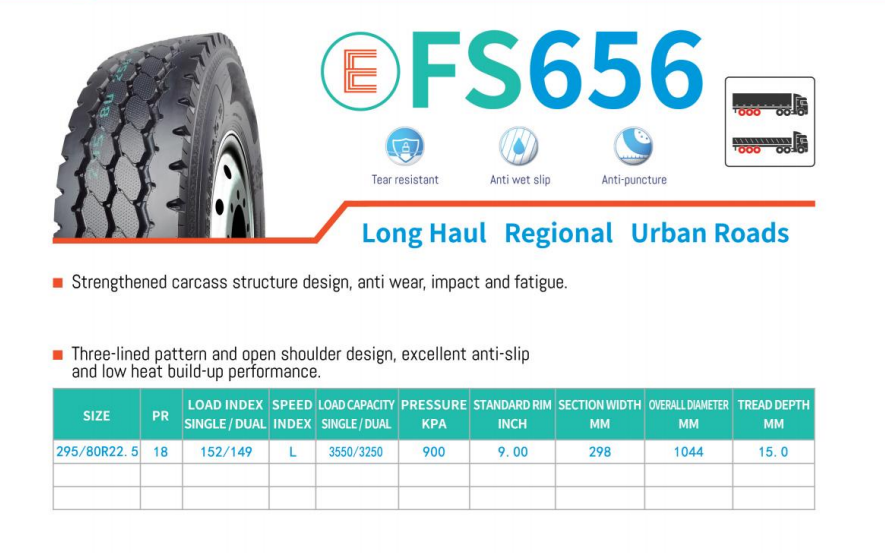 E FS656
Tear resistant
Anti wet slip
Anti-puncture
Long Haul Regional Urban Roads
Strengthened carcass structure design, anti wear, impact and fatigue.
Three-lined pattern and open shoulder design, excellent anti-slip
and low heat build-up performance.
SIZE PR LOAD INDEX SINGLE / DUAL SPEED INDEX LOAD CAPACITY SINGLE / DUAL PRESSURE KPA STANDARD RIM INCH SECTION WIDTH MM OVERALL DIAMETER MM TREAD DEPTH MM
295/80R22.5 18 152/149 L 3550/3250 900 9.00 298 1044 15.0